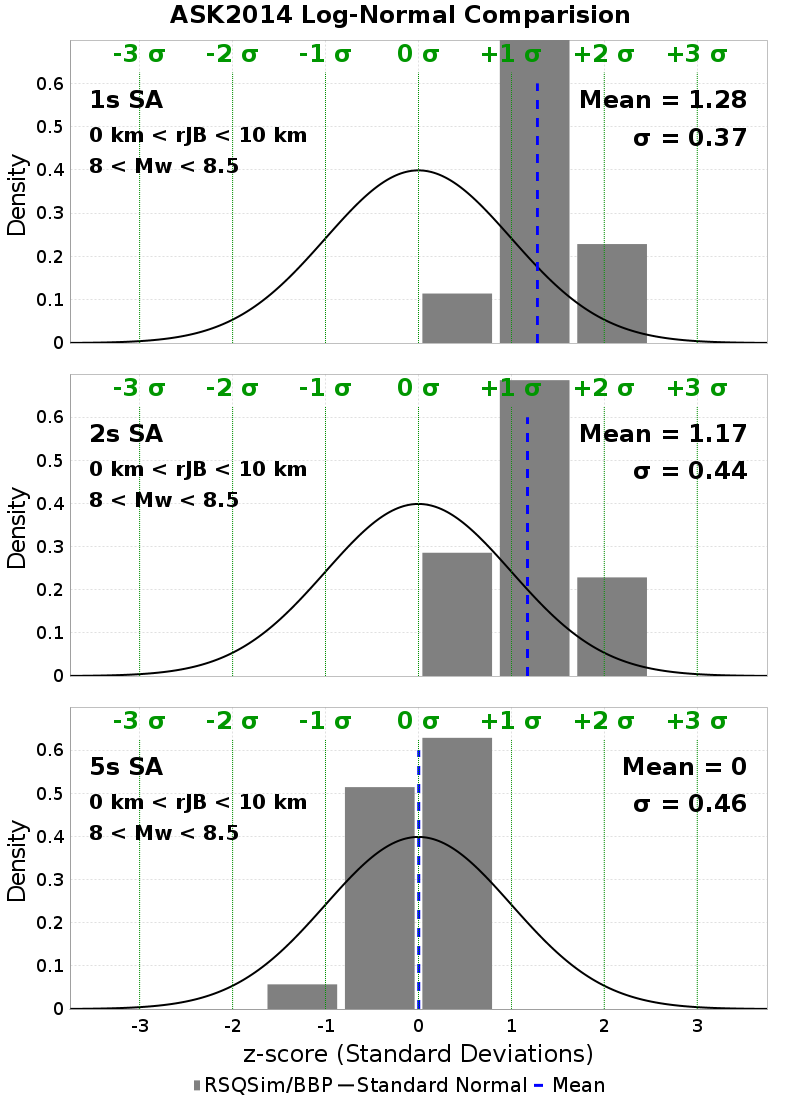 ASK2014 Log-Normal Comparision
-3 σ -2 σ -1 σ 0 σ +1 σ +2 σ +3 σ
1s SA
0 km < rJB < 10 km
8 < Mw < 8.5
Mean = 1.28
σ = 0.37
Density
0.6
0.5
0.4
0.3
0.2
0.1
0
-3 σ -2 σ -1 σ 0 σ +1 σ +2 σ +3 σ
2s SA
0 km < rJB < 10 km
8 < Mw < 8.5
Mean = 1.17
σ = 0.44
Density
0.6
0.5
0.4
0.3
0.2
0.1
0
-3 σ -2 σ -1 σ 0 σ +1 σ +2 σ +3 σ
5s SA
0 km < rJB < 10 km
8 < Mw < 8.5
Mean = 0
σ = 0.46
Density
0.6
0.5
0.4
0.3
0.2
0.1
0
-3 -2 -1 0 1 2 3
z-score (Standard Deviations)
RSQSim/BBP Standard Normal Mean